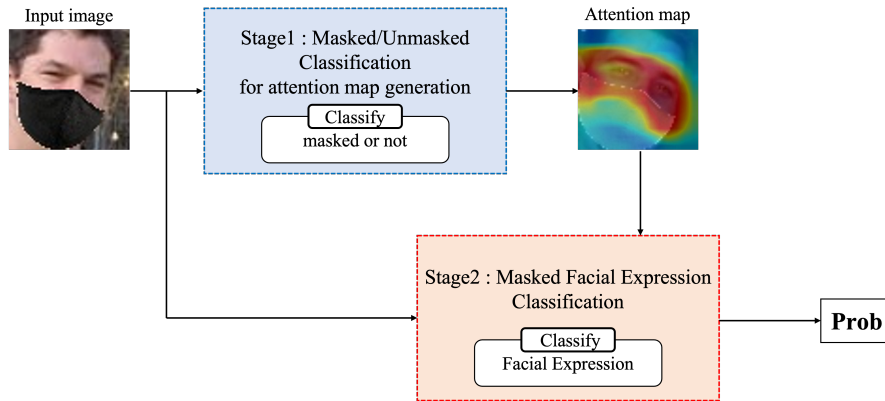 Input image
Stage1 : Masked/Unmasked
Classification
for attention map generation
Classify
masked or not
Attention map
Stage2 : Masked Facial Expression
Classification
Classify
Facial Expression
Prob